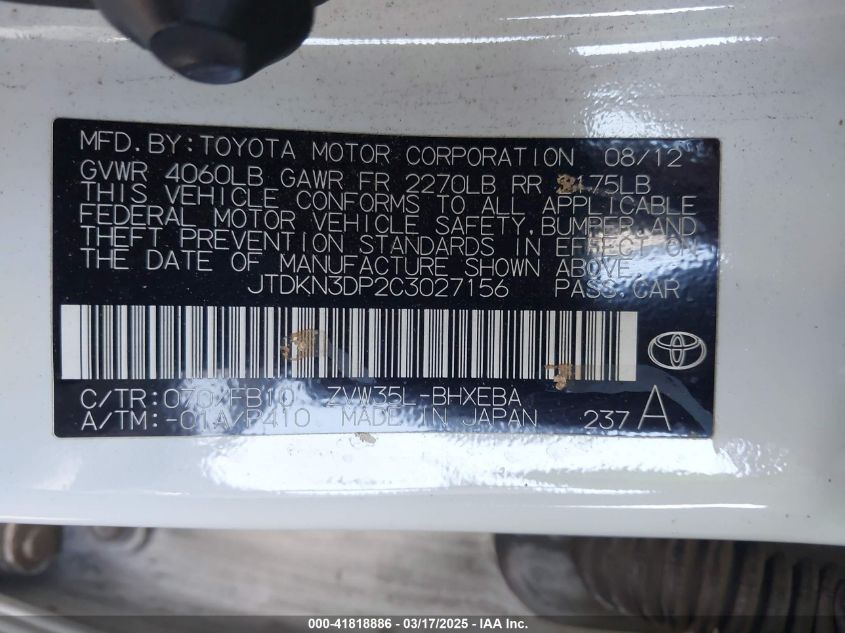 MFD. BY: TOYOTA MOTOR CORPORATION 08/12
GVWR 4060LB GAWR FR 2270LB RR 2175LB
THIS VEHICLE CONFORMS TO ALL APPLICABLE
FEDERAL MOTOR VEHICLE SAFETY, BUMPER, AND
THEFT PREVENTION STANDARDS IN EFFECT ON
THE DATE OF MANUFACTURE SHOWN ABOVE.
JTDKN3DP2C3027156 PASS. CAR
C/TR: 070/FB10 ZVW35L-BHXEBA
A/TM: -01A/P410 MADE IN JAPAN 237 A
000-41818886 - 03/17/2025 - IAA Inc.